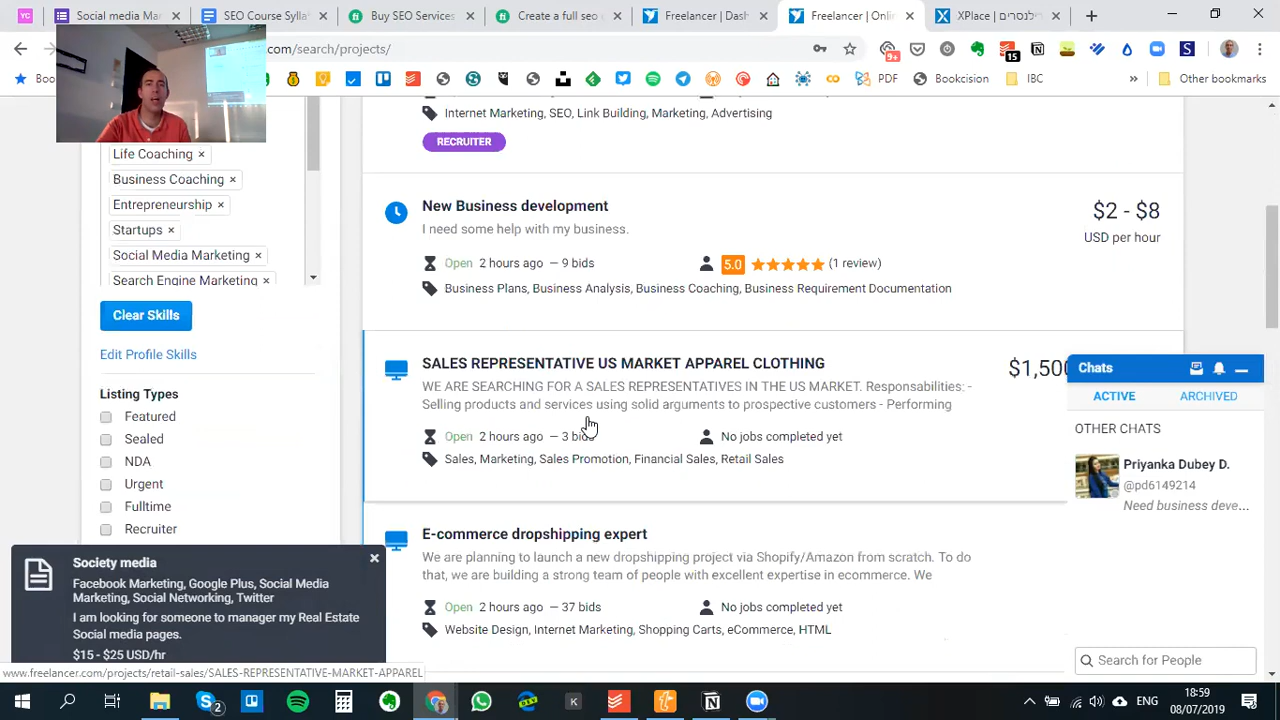 Social media Mar
SEO Course Syllab
Buy SEO Services
Create a full seo
Freelancer | Dash
Freelancer | Onlin
XPlace | פרילנסרים
.com/search/projects/
9+
15
Boo
PDF
Bookcision
IBC
Other bookmarks
Life Coaching ×
Business Coaching ×
Entrepreneurship ×
Startups ×
Social Media Marketing ×
Search Engine Marketing ×
Clear Skills
Edit Profile Skills
Listing Types
Featured
Sealed
NDA
Urgent
Fulltime
Recruiter
Internet Marketing, SEO, Link Building, Marketing, Advertising
RECRUITER
New Business development
$2 - $8
I need some help with my business.
USD per hour
Open 2 hours ago — 9 bids
5.0 (1 review)
Business Plans, Business Analysis, Business Coaching, Business Requirement Documentation
SALES REPRESENTATIVE US MARKET APPAREL CLOTHING
$1,500
WE ARE SEARCHING FOR A SALES REPRESENTATIVES IN THE US MARKET. Responsabilities: -
Selling products and services using solid arguments to prospective customers - Performing
Open 2 hours ago — 3 bids
No jobs completed yet
Sales, Marketing, Sales Promotion, Financial Sales, Retail Sales
E-commerce dropshipping expert
We are planning to launch a new dropshipping project via Shopify/Amazon from scratch. To do
that, we are building a strong team of people with excellent expertise in ecommerce. We
Open 2 hours ago — 37 bids
No jobs completed yet
Website Design, Internet Marketing, Shopping Carts, eCommerce, HTML
Chats
ACTIVE
ARCHIVED
OTHER CHATS
Priyanka Dubey D.
@pd6149214
Need business deve...
Search for People
Society media
Facebook Marketing, Google Plus, Social Media
Marketing, Social Networking, Twitter
I am looking for someone to manager my Real Estate
Social media pages.
$15 - $25 USD/hr
www.freelancer.com/projects/retail-sales/SALES-REPRESENTATIVE-MARKET-APPAREL
2
ENG
18:59
08/07/2019